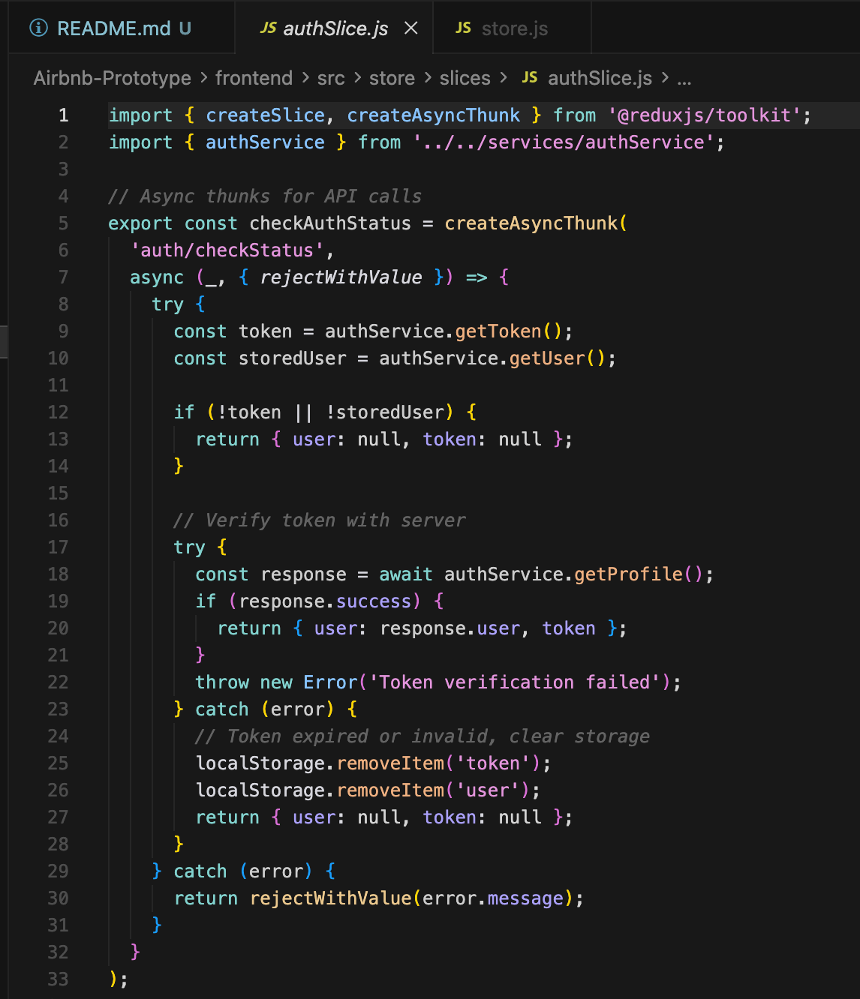 README.md U
JS authSlice.js ×
JS store.js
Airbnb-Prototype > frontend > src > store > slices > JS authSlice.js > ...
1 import { createSlice, createAsyncThunk } from '@reduxjs/toolkit';
2 import { authService } from '../../services/authService';
3
4 // Async thunks for API calls
5 export const checkAuthStatus = createAsyncThunk(
6   'auth/checkStatus',
7   async (_, { rejectWithValue }) => {
8     try {
9       const token = authService.getToken();
10       const storedUser = authService.getUser();
11
12       if (!token || !storedUser) {
13         return { user: null, token: null };
14       }
15
16       // Verify token with server
17       try {
18         const response = await authService.getProfile();
19         if (response.success) {
20           return { user: response.user, token };
21         }
22         throw new Error('Token verification failed');
23       } catch (error) {
24         // Token expired or invalid, clear storage
25         localStorage.removeItem('token');
26         localStorage.removeItem('user');
27         return { user: null, token: null };
28       }
29     } catch (error) {
30       return rejectWithValue(error.message);
31     }
32   }
33 );